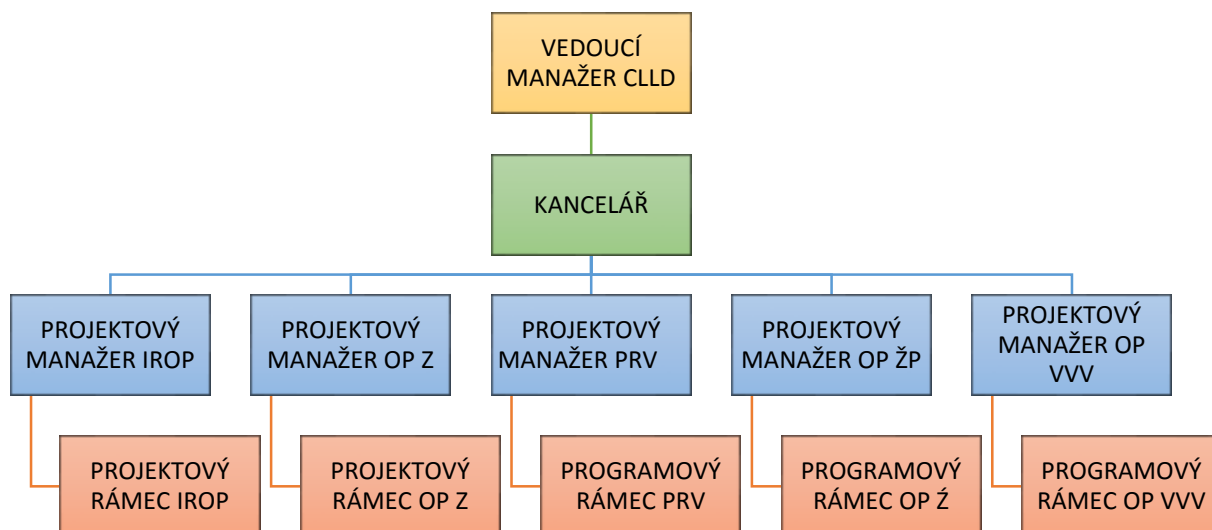 VEDOUCÍ
MANAŽER CLLD
KANCELÁŘ
PROJEKTOVÝ
MANAŽER IROP
PROJEKTOVÝ
MANAŽER OP Z
PROJEKTOVÝ
MANAŽER PRV
PROJEKTOVÝ
MANAŽER OP ŽP
PROJEKTOVÝ
MANAŽER OP
VVV
PROJEKTOVÝ
RÁMEC IROP
PROJEKTOVÝ
RÁMEC OP Z
PROGRAMOVÝ
RÁMEC PRV
PROGRAMOVÝ
RÁMEC OP Ź
PROGRAMOVÝ
RÁMEC OP VVV